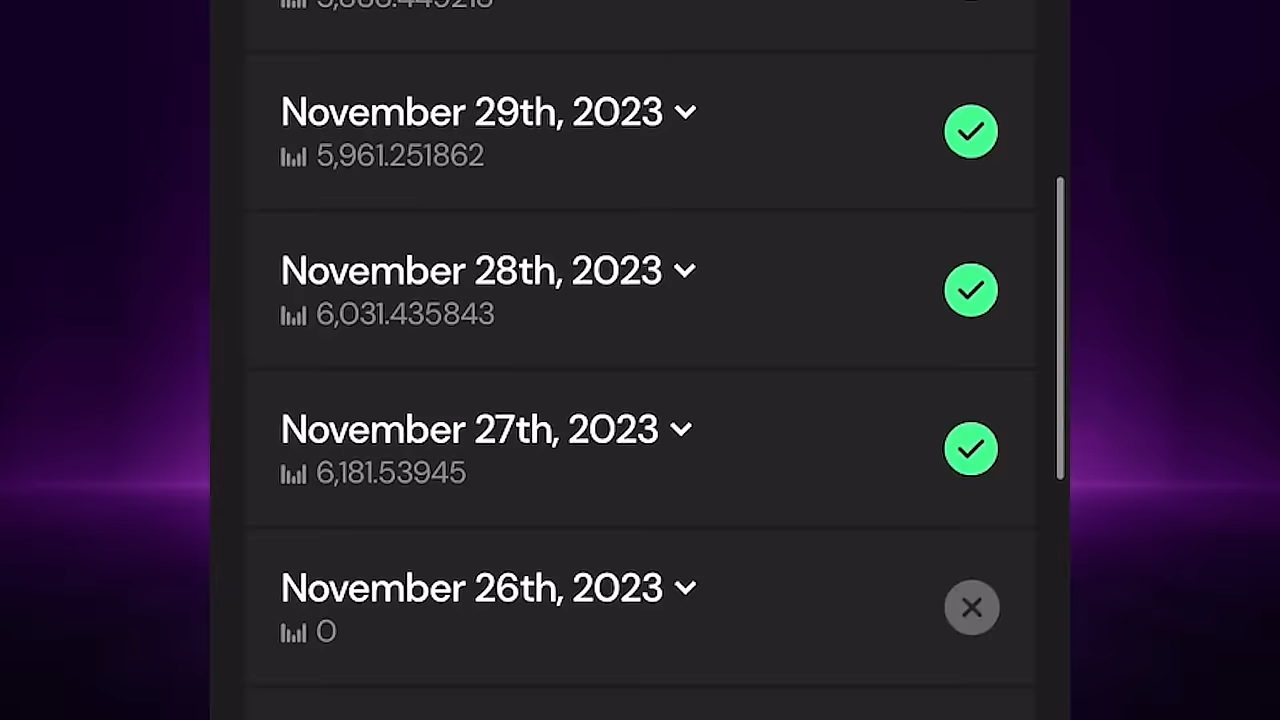 November 29th, 2023
5,961.251862
November 28th, 2023
6,031.435843
November 27th, 2023
6,181.53945
November 26th, 2023
0